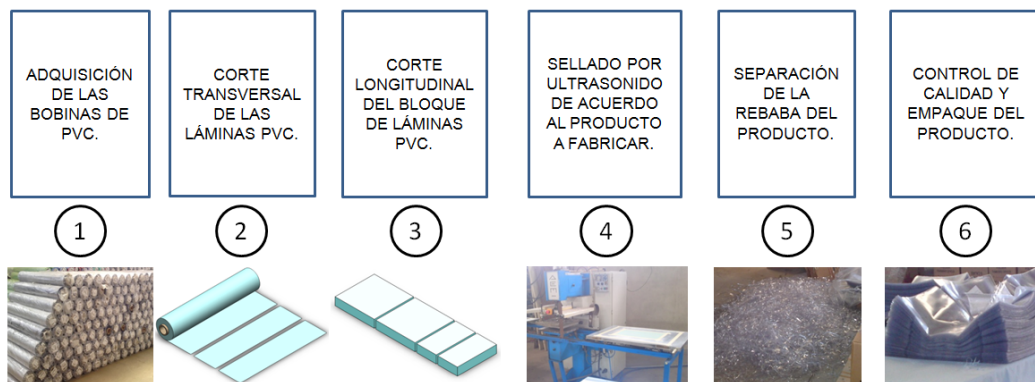 ADQUISICIÓN
DE LAS
BOBINAS DE
PVC.
CORTE
TRANSVERSAL
DE LAS
LÁMINAS PVC.
CORTE
LONGITUDINAL
DEL BLOQUE
DE LÁMINAS
PVC.
SELLADO POR
ULTRASONIDO
DE ACUERDO
AL PRODUCTO
A FABRICAR.
SEPARACIÓN
DE LA
REBABA DEL
PRODUCTO.
CONTROL DE
CALIDAD Y
EMPAQUE DEL
PRODUCTO.
1
2
3
4
5
6